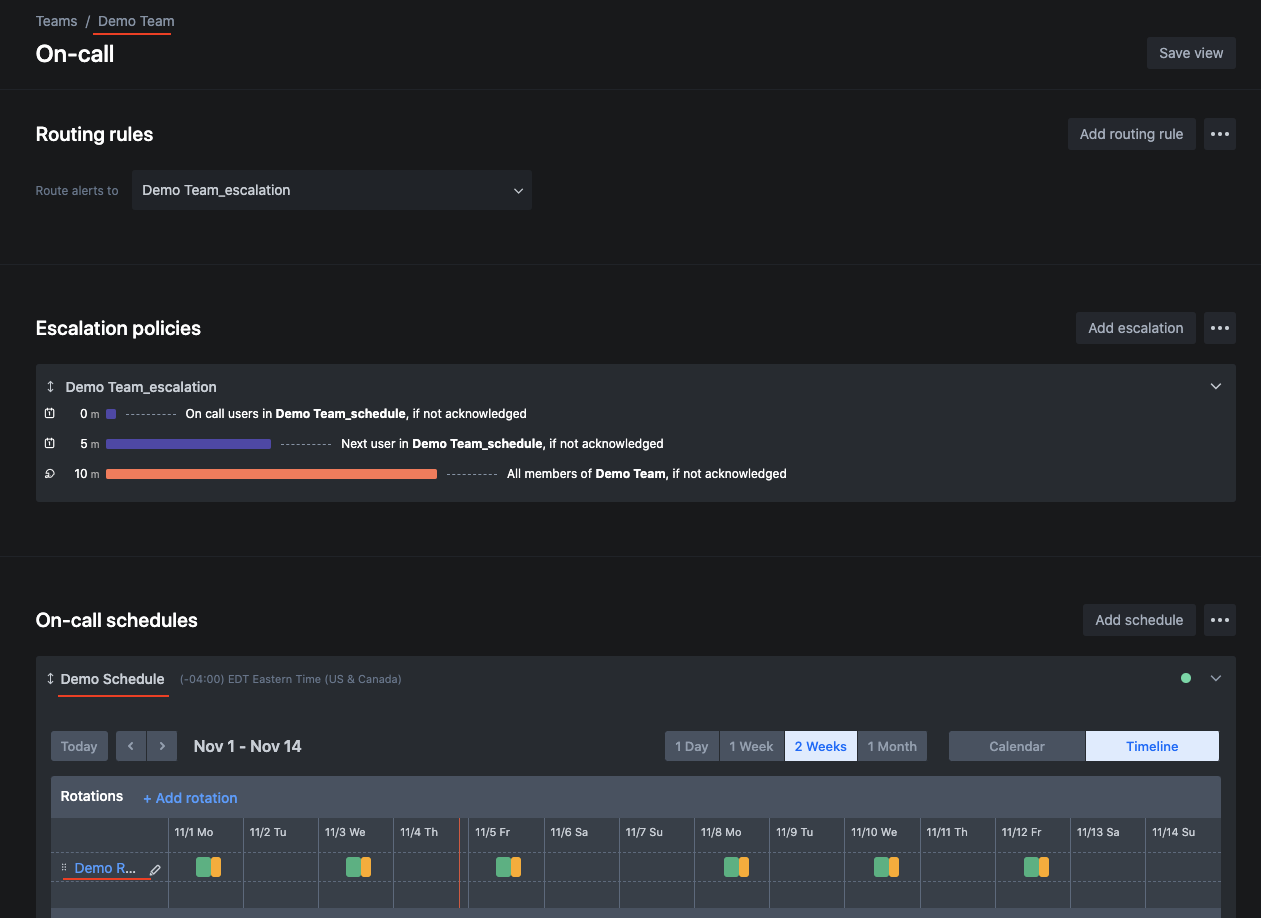 Teams / Demo Team
On-call
Save view
Routing rules
Add routing rule
Route alerts to Demo Team_escalation
Escalation policies
Add escalation
Demo Team_escalation
0 m On call users in Demo Team_schedule, if not acknowledged
5 m Next user in Demo Team_schedule, if not acknowledged
10 m All members of Demo Team, if not acknowledged
On-call schedules
Add schedule
Demo Schedule (-04:00) EDT Eastern Time (US & Canada)
Today < > Nov 1 - Nov 14 1 Day 1 Week 2 Weeks 1 Month Calendar Timeline
Rotations + Add rotation
11/1 Mo 11/2 Tu 11/3 We 11/4 Th 11/5 Fr 11/6 Sa 11/7 Su 11/8 Mo 11/9 Tu 11/10 We 11/11 Th 11/12 Fr 11/13 Sa 11/14 Su
Demo R...